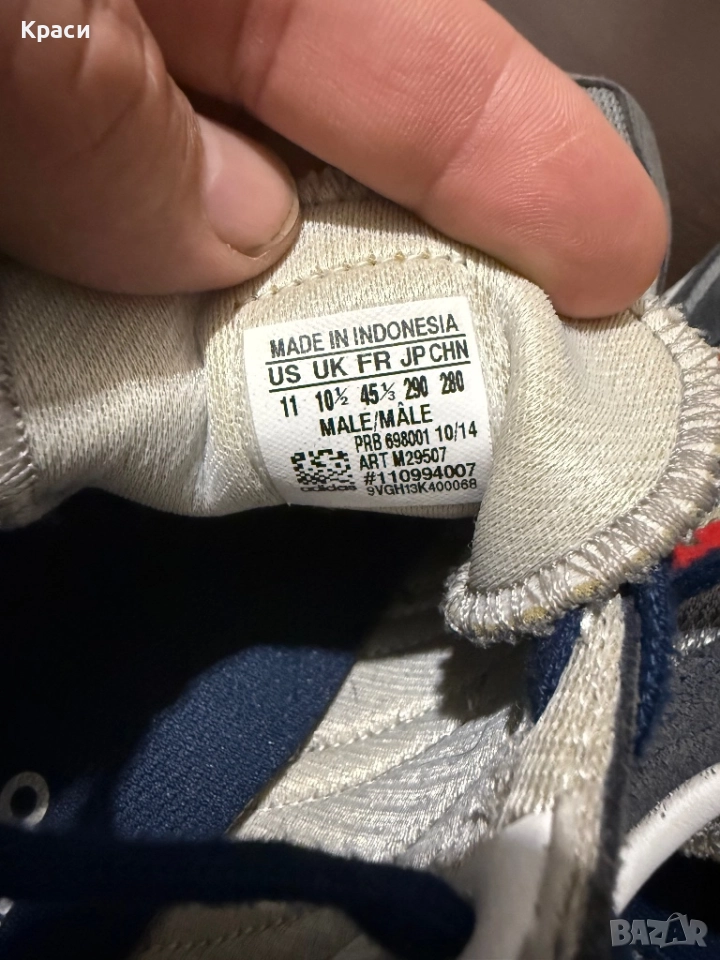 Краси
MADE IN INDONESIA
US UK FR JP CHN
11 10½ 45⅓ 290 280
MALE/MÂLE
PRB 698001 10/14
ART M29507
#110994007
adidas 9VGH13K400068
BAZAR